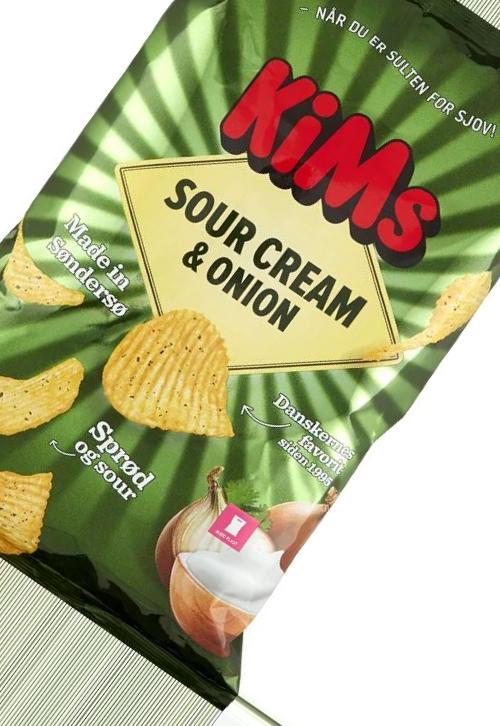 – NÅR DU ER SULTEN FOR SJOV!
KiMs
SOUR CREAM
& ONION
Made in
Søndersø
Danskernes
favorit
siden 1995
Sprød
og sour